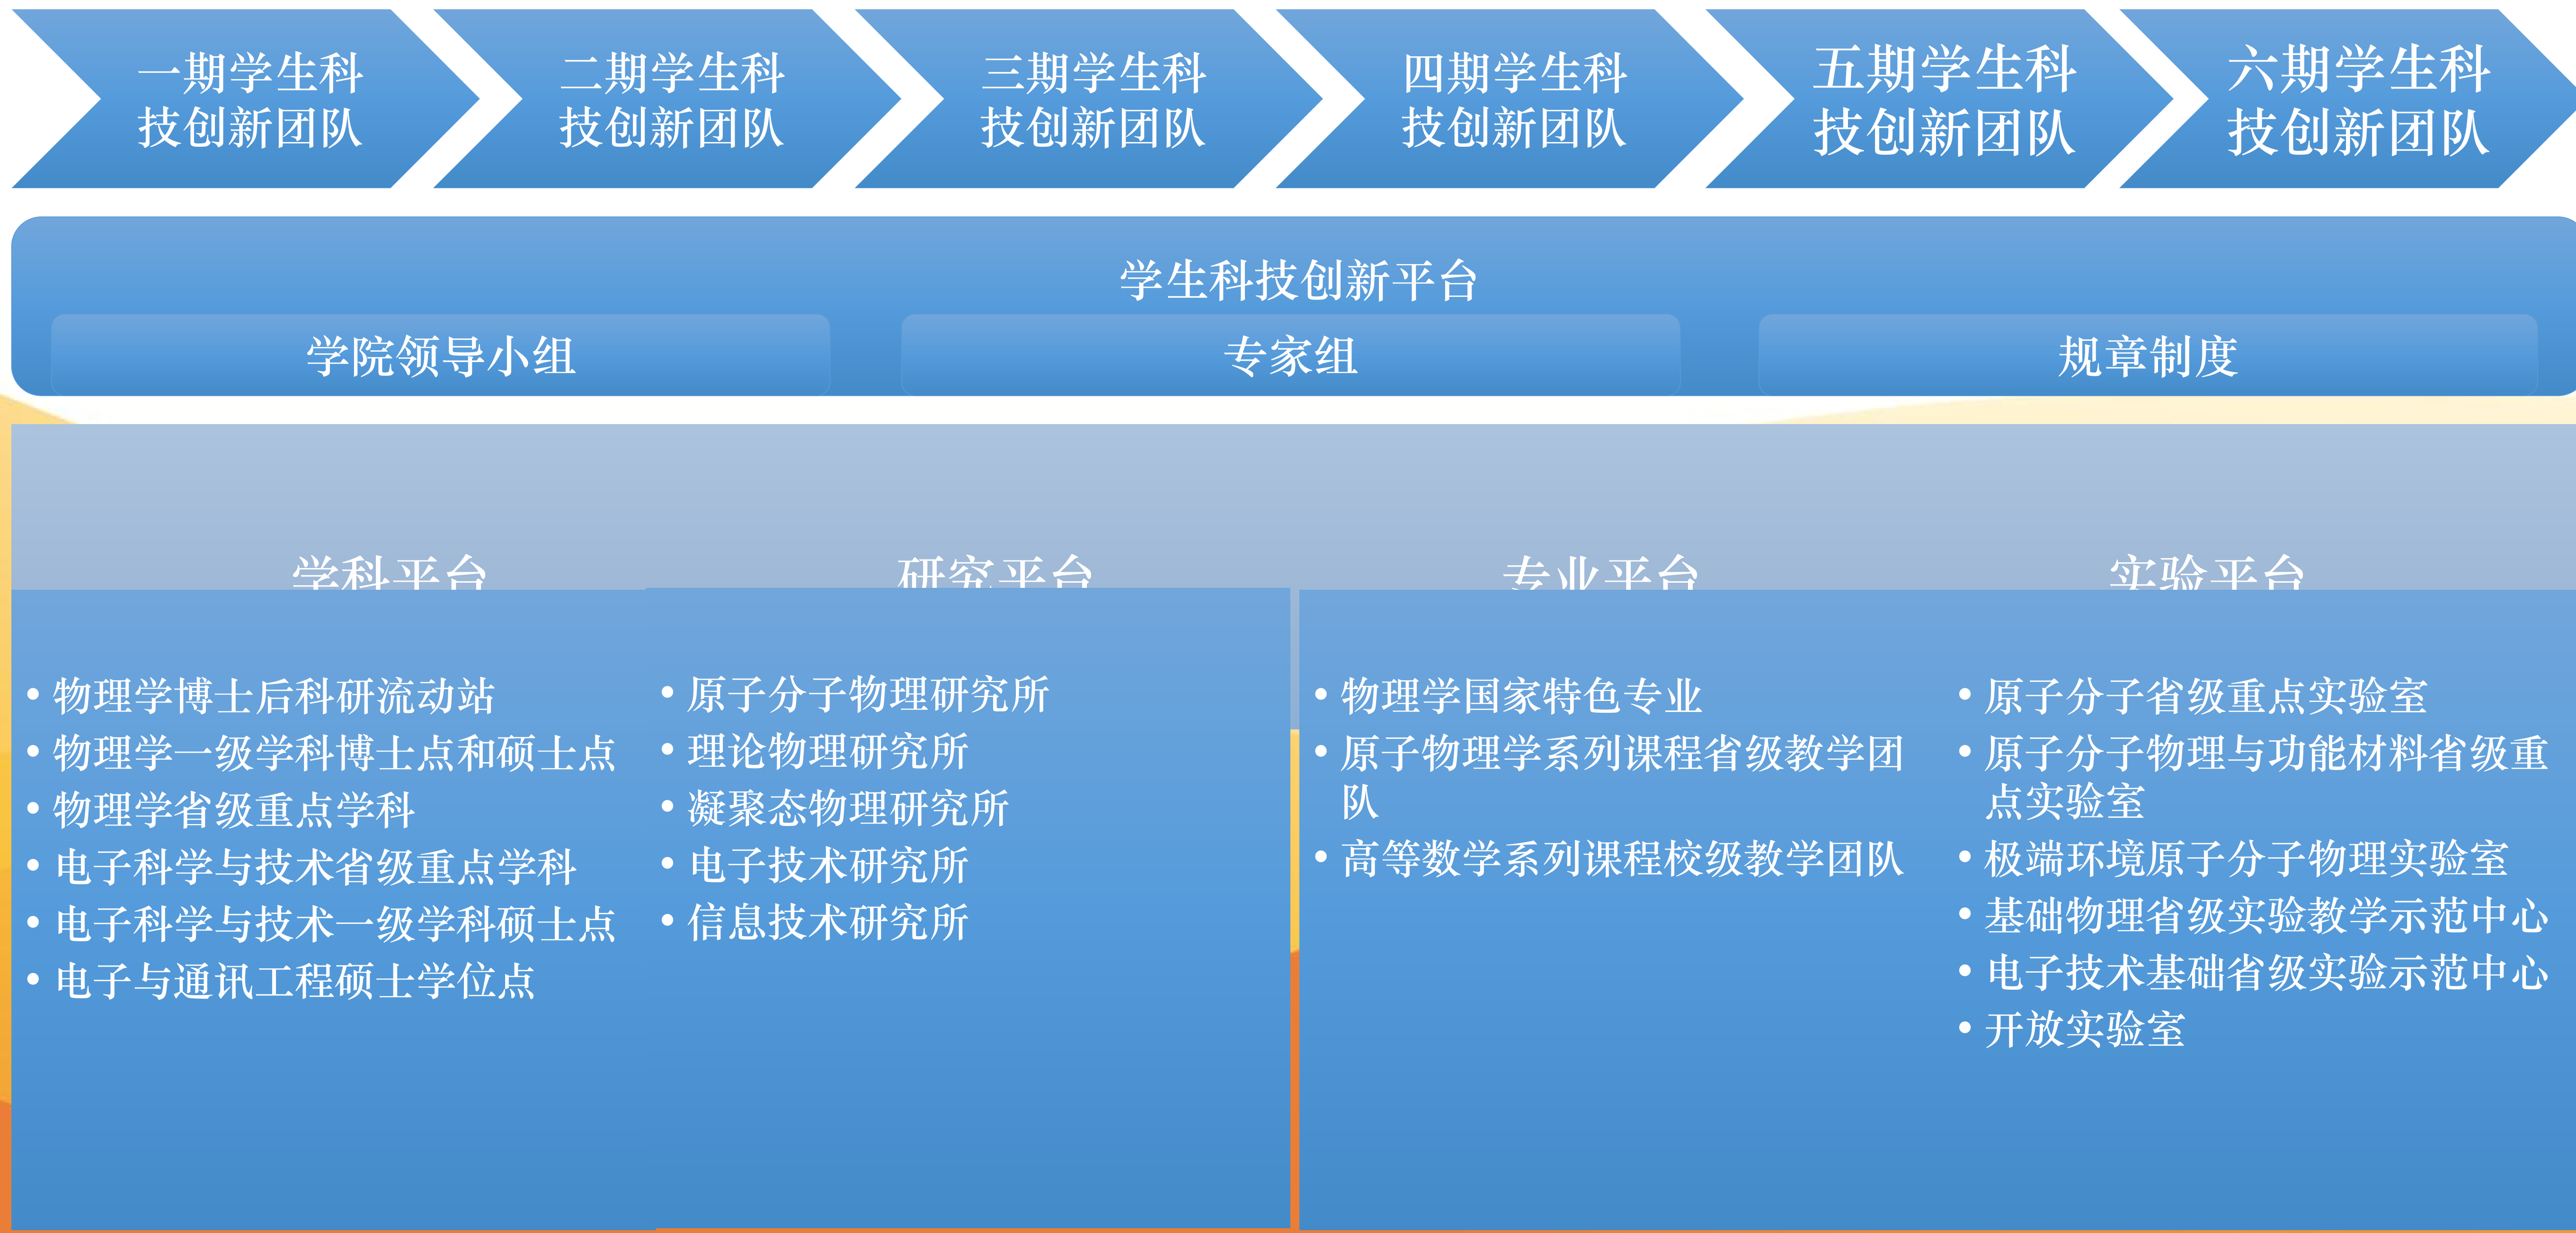 一期学生科
技创新团队
二期学生科
技创新团队
三期学生科
技创新团队
四期学生科
技创新团队
五期学生科
技创新团队
六期学生科
技创新团队
学生科技创新平台
学院领导小组
专家组
规章制度
学科平台
研究平台
专业平台
实验平台
• 物理学博士后科研流动站
• 物理学一级学科博士点和硕士点
• 物理学省级重点学科
• 电子科学与技术省级重点学科
• 电子科学与技术一级学科硕士点
• 电子与通讯工程硕士学位点
• 原子分子物理研究所
• 理论物理研究所
• 凝聚态物理研究所
• 电子技术研究所
• 信息技术研究所
• 物理学国家特色专业
• 原子物理学系列课程省级教学团
队
• 高等数学系列课程校级教学团队
• 原子分子省级重点实验室
• 原子分子物理与功能材料省级重
点实验室
• 极端环境原子分子物理实验室
• 基础物理省级实验教学示范中心
• 电子技术基础省级实验示范中心
• 开放实验室